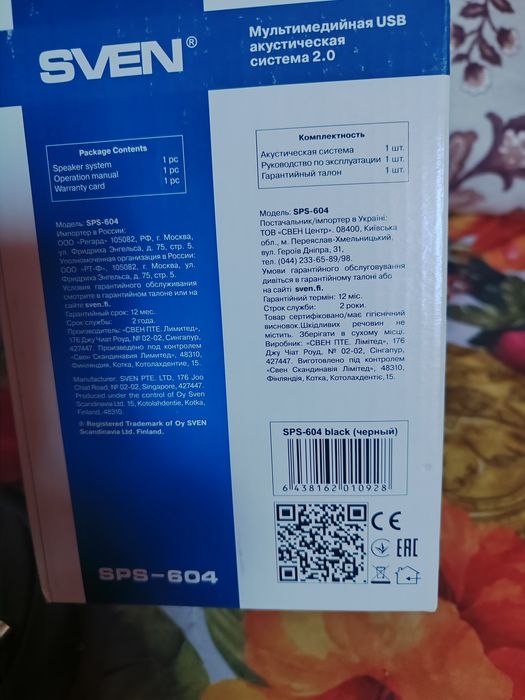 SVEN®
Мультимедийная USB
акустическая
система 2.0
Package Contents
Speaker system 1 pc
Operation manual 1 pc
Warranty card 1 pc
Комплектность
Акустическая система 1 шт.
Руководство по эксплуатации 1 шт.
Гарантийный талон 1 шт.
Модель: SPS-604
Импортер в России:
ООО «Регард» 105082, РФ, г. Москва,
ул. Фридриха Энгельса, д. 75, стр. 5.
Уполномоченная организация в России:
ООО «РТ-Ф», 105082, г. Москва, ул.
Фридриха Энгельса, д. 75, стр. 5.
Условия гарантийного обслуживания
смотрите в гарантийном талоне или на
сайте sven.fi.
Гарантийный срок: 12 мес.
Срок службы: 2 года.
Производитель: «СВЕН ПТЕ. Лимитед»,
176 Джу Чиат Роуд, № 02-02, Сингапур,
427447. Произведено под контролем
«Свен Скандинавия Лимитед», 48310,
Финляндия, Котка, Котолахдентие, 15.
Manufacturer: SVEN PTE. LTD, 176 Joo
Chiat Road, № 02-02, Singapore, 427447.
Produced under the control of Oy Sven
Scandinavia Ltd. 15, Kotolahdentie, Kotka,
Finland, 48310.
® Registered Trademark of Oy SVEN
Scandinavia Ltd. Finland.
Модель: SPS-604
Постачальник/імпортер в Україні:
ТОВ «СВЕН Центр». 08400, Київська
обл., м. Переяслав-Хмельницький,
вул. Героїв Дніпра, 31,
тел. (044) 233-65-89/98.
Умови гарантійного обслуговування
дивіться в гарантійному талоні або
на сайті sven.fi.
Гарантійний термін: 12 міс.
Строк служби: 2 роки.
Товар сертифіковано/має гігієнічний
висновок.Шкідливих речовин не
містить. Зберігати в сухому місці.
Виробник: «СВЕН ПТЕ. Лімітед», 176
Джу Чіат Роуд, № 02-02, Сінгапур,
427447. Виготовлено під контролем
«Свен Скандинавія Лімітед», 48310,
Фінляндія, Котка, Котолахдентіє, 15.
SPS-604 black (черный)
6 438162 010928
CE
EAC
SPS-604